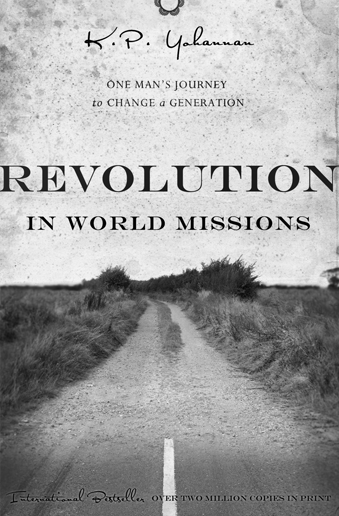 K. P. Yohannan
ONE MAN'S JOURNEY
to CHANGE a GENERATION
REVOLUTION
IN WORLD MISSIONS
International Bestseller OVER TWO MILLION COPIES IN PRINT